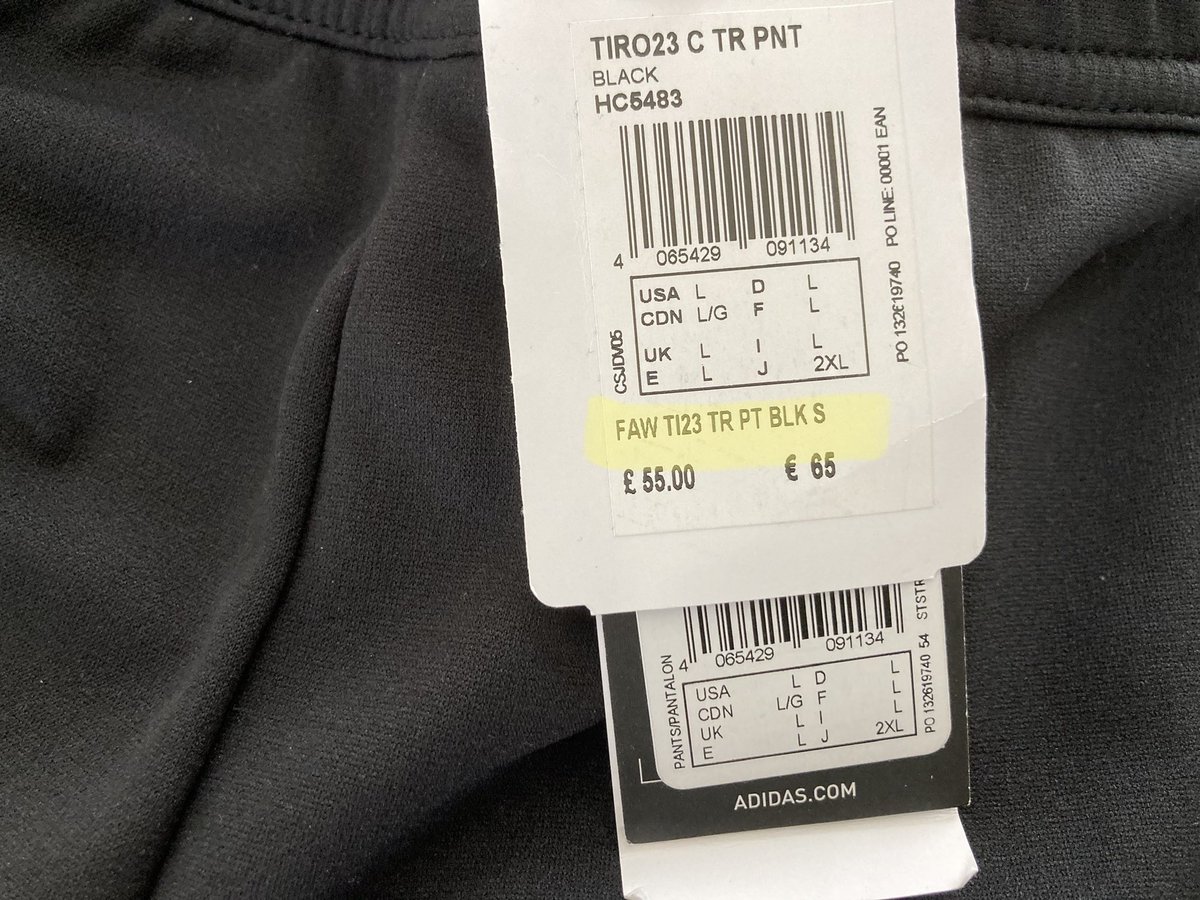 TIRO23 C TR PNT
BLACK
HC5483
4 065429 091134
PO 132619740 PO LINE: 00001 EAN
CSJDV05
USA L D L
CDN L/G F L
UK L I L
E L J 2XL
FAW TI23 TR PT BLK S
£ 55.00 € 65
4 065429 091134
PANTS/PANTALON
PO 132619740 54 STSTR
USA L D L
CDN L/G F L
UK L I L
E L J 2XL
ADIDAS.COM